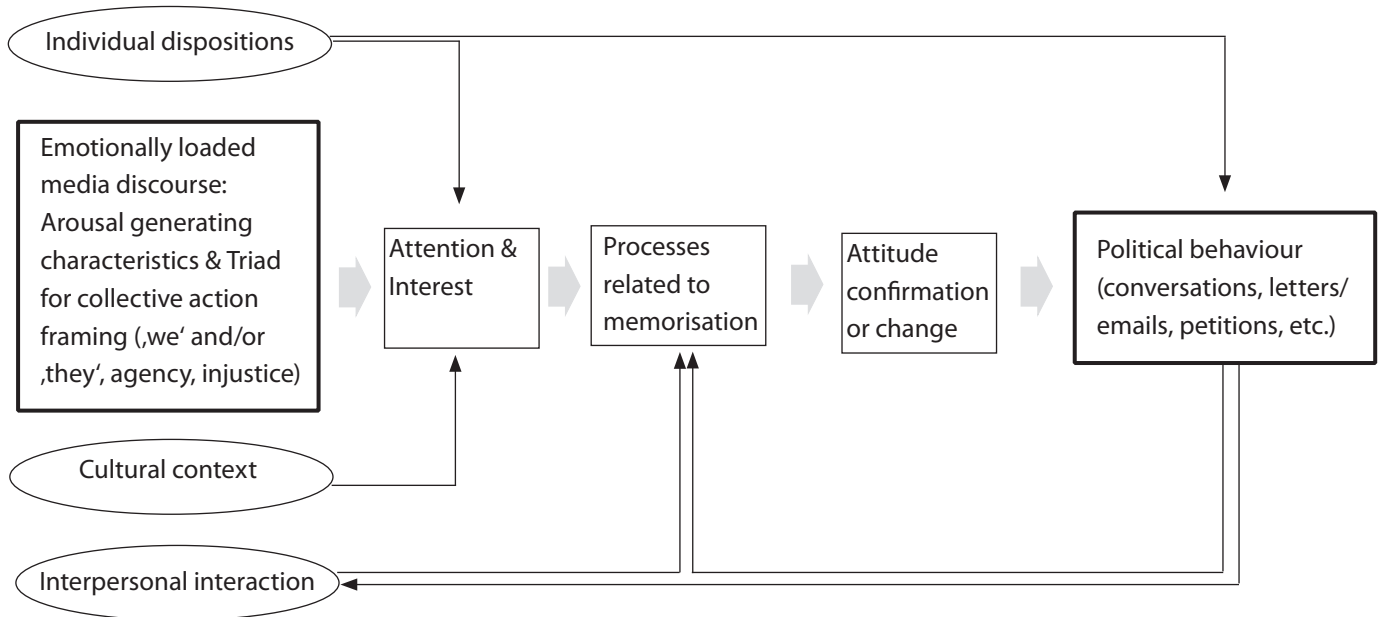 Individual dispositions
Emotionally loaded
media discourse:
Arousal generating
characteristics & Triad
for collective action
framing (‚we‘ and/or
‚they‘, agency, injustice)
Attention &
Interest
Processes
related to
memorisation
Attitude
confirmation
or change
Political behaviour
(conversations, letters/
emails, petitions, etc.)
Cultural context
Interpersonal interaction